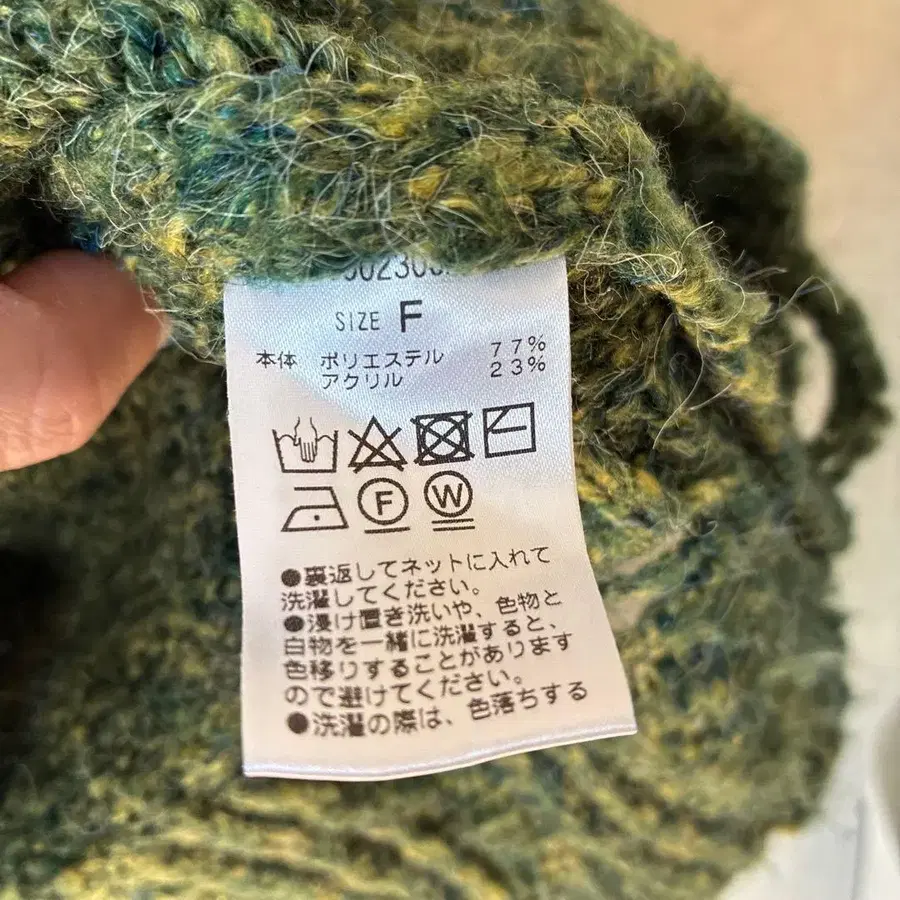 SIZE F
本体 ポリエステル 77%
アクリル 23%
F W
●裏返してネットに入れて
洗濯してください。
●浸け置き洗いや、色物と
白物を一緒に洗濯すると、
色移りすることがあります
ので避けてください。
●洗濯の際は、色落ちする